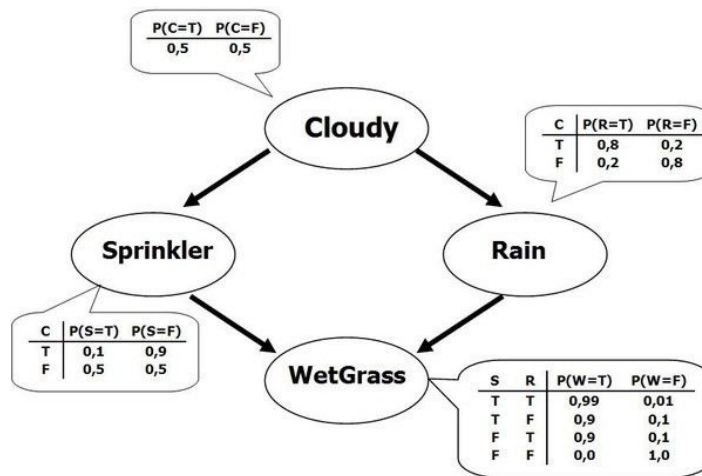 P(C=T) P(C=F)
0,5 0,5
Cloudy
C P(R=T) P(R=F)
T 0,8 0,2
F 0,2 0,8
Sprinkler
Rain
C P(S=T) P(S=F)
T 0,1 0,9
F 0,5 0,5
WetGrass
S R P(W=T) P(W=F)
T T 0,99 0,01
T F 0,9 0,1
F T 0,9 0,1
F F 0,0 1,0